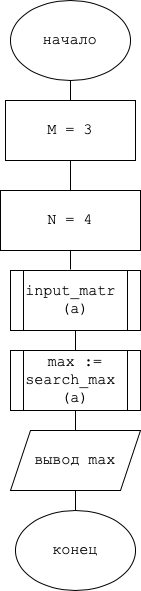 начало
M = 3
N = 4
input_matr
(a)
max :=
search_max
(a)
вывод max
конец